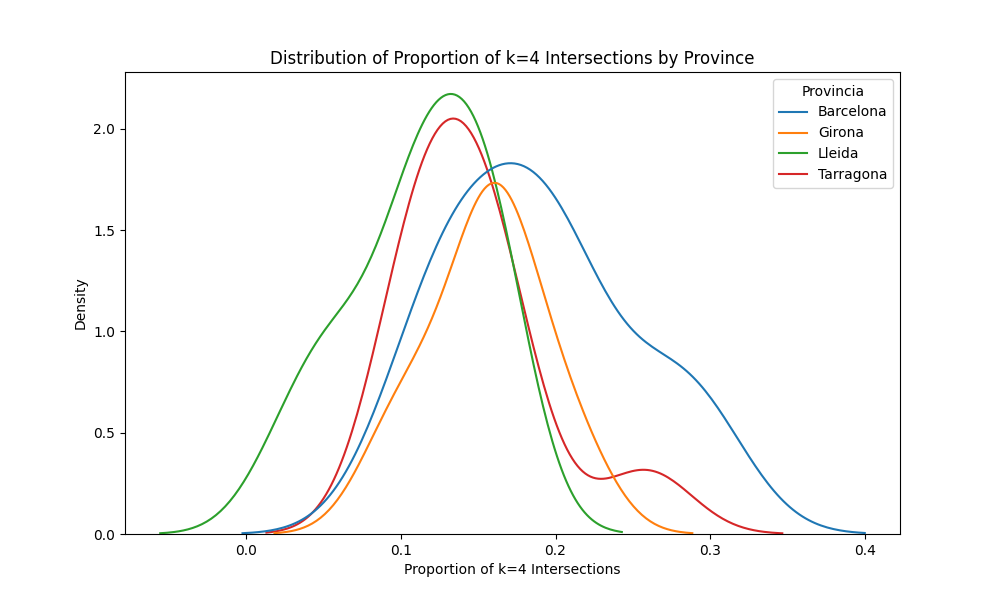 Distribution of Proportion of k=4 Intersections by Province
Provincia
Barcelona
Girona
Lleida
Tarragona
Density
2.0
1.5
1.0
0.5
0.0
0.0 0.1 0.2 0.3 0.4
Proportion of k=4 Intersections